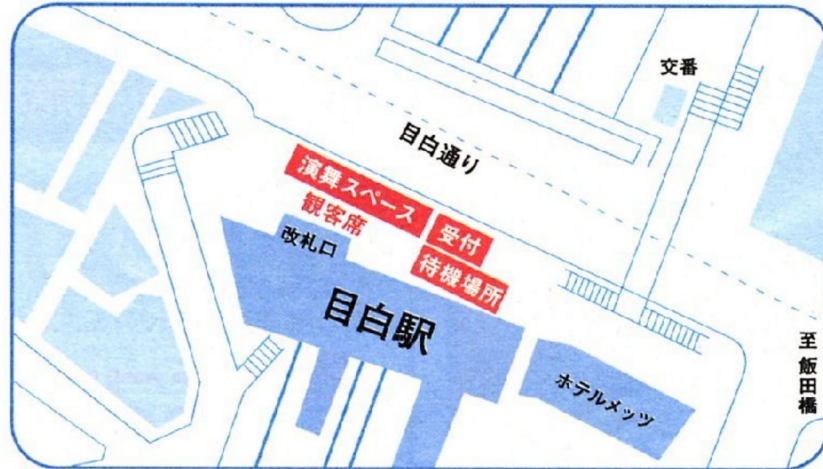 交番
目白通り
演舞スペース
観客席
受付
待機場所
改札口
目白駅
ホテルメッツ
至 飯田橋